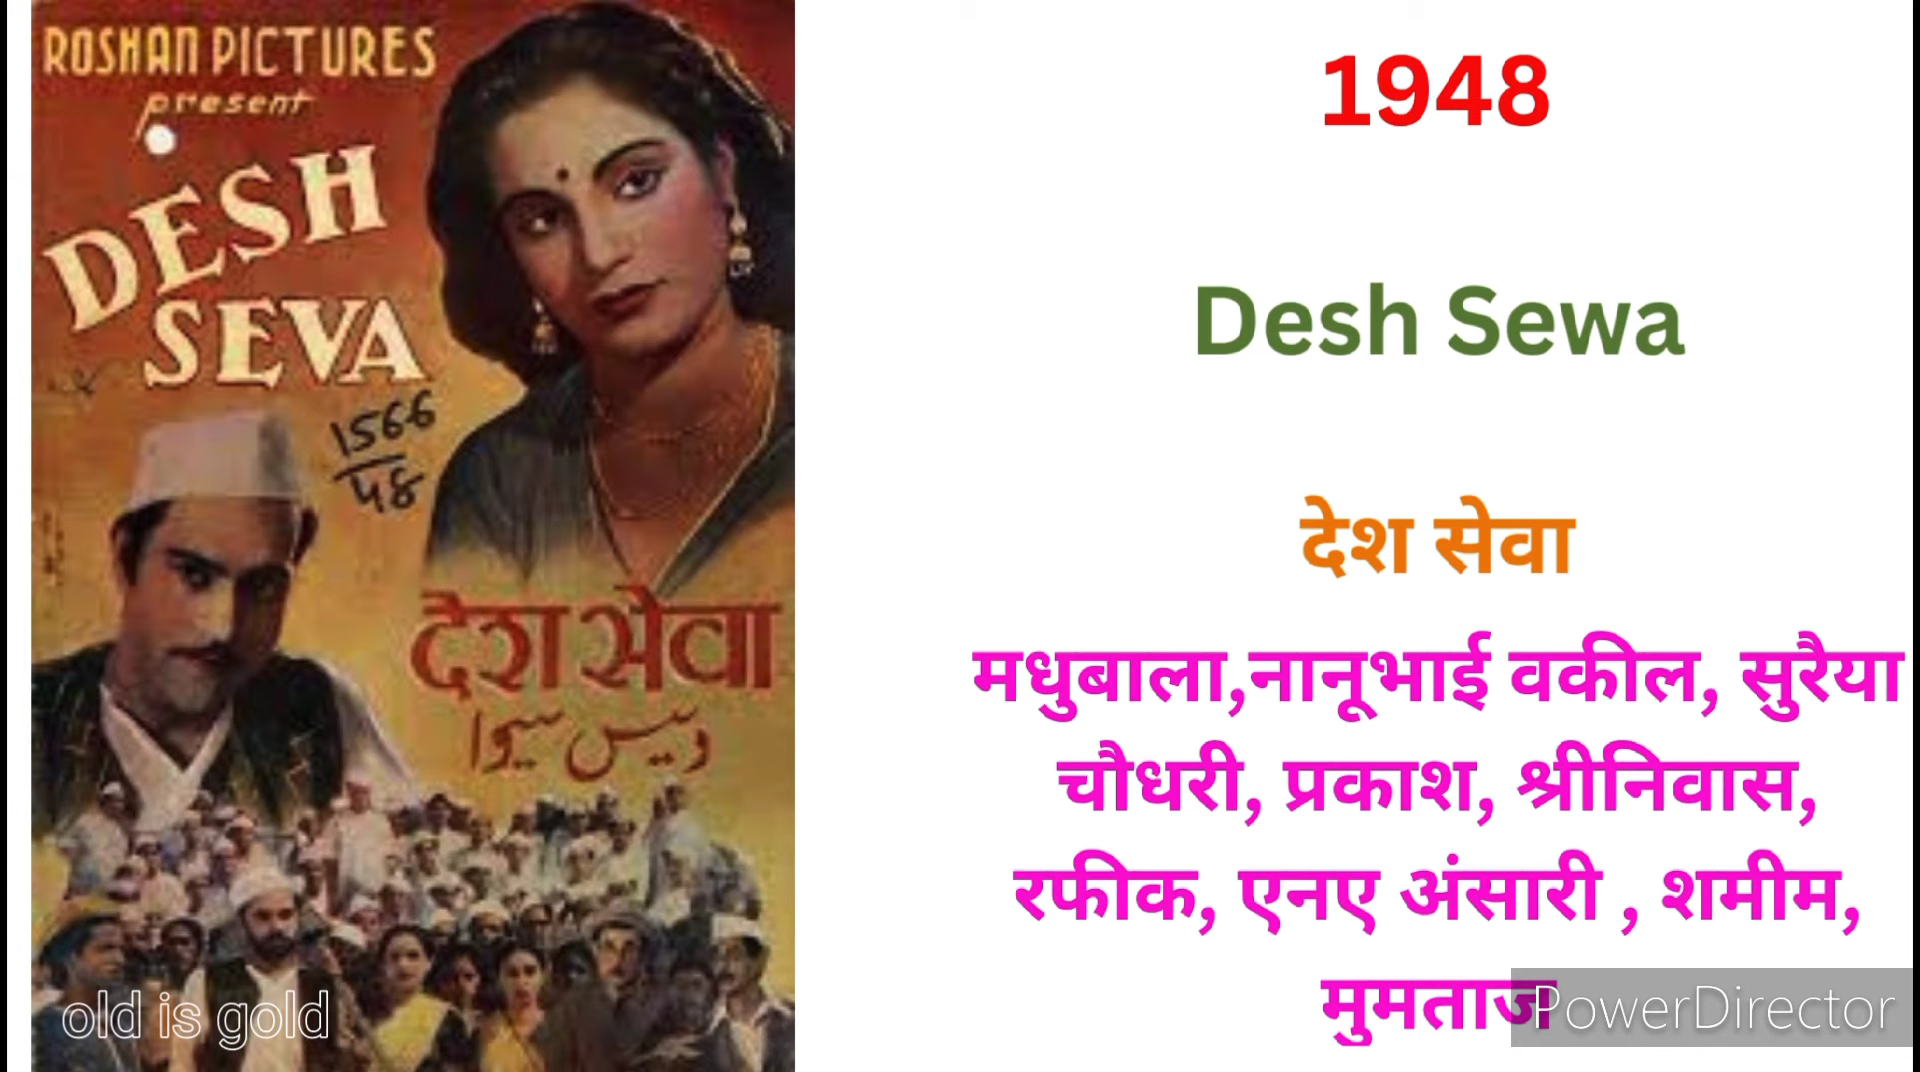 ROSHAN PICTURES
present
DESH
SEVA
1566
48
देश सेवा
دیس سیوا
old is gold
1948
Desh Sewa
देश सेवा
मधुबाला,नानूभाई वकील, सुरैया
चौधरी, प्रकाश, श्रीनिवास,
रफीक, एनए अंसारी , शमीम,
मुमताज
PowerDirector